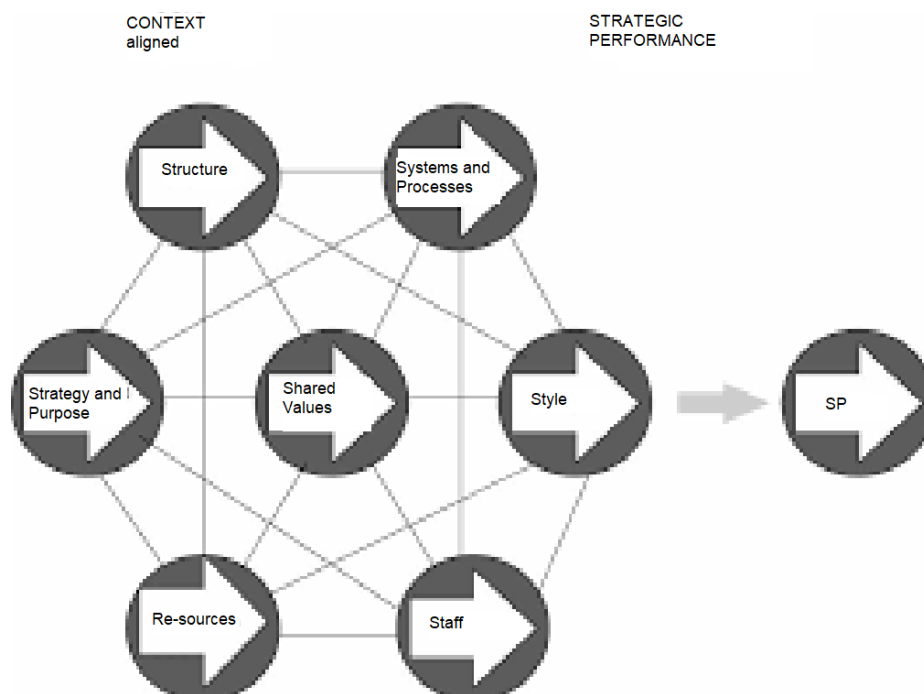 CONTEXT
aligned
STRATEGIC
PERFORMANCE
Structure
Systems and
Processes
Strategy and
Purpose
Shared
Values
Style
SP
Re-sources
Staff